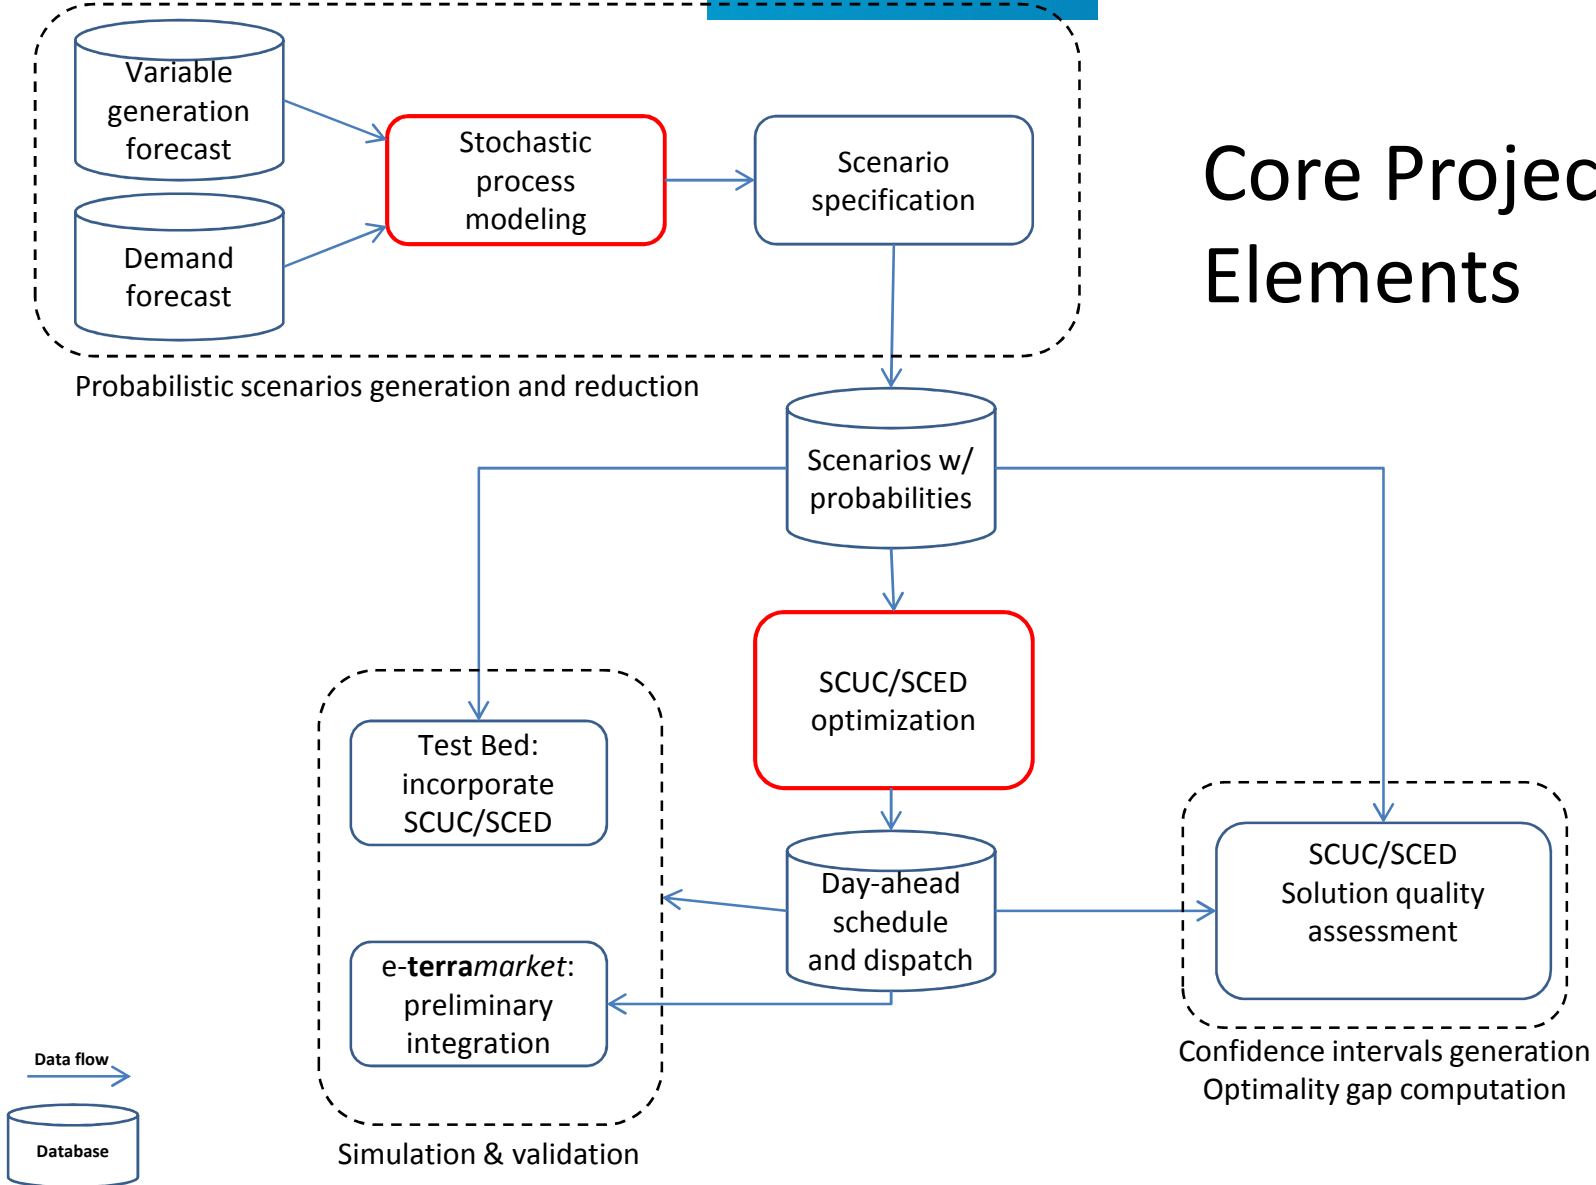 Variable
generation
forecast
Demand
forecast
Stochastic
process
modeling
Scenario
specification
Core Projec
Elements
Probabilistic scenarios generation and reduction
Scenarios w/
probabilities
SCUC/SCED
optimization
Test Bed:
incorporate
SCUC/SCED
e-terramarket:
preliminary
integration
Day-ahead
schedule
and dispatch
SCUC/SCED
Solution quality
assessment
Confidence intervals generation
Optimality gap computation
Simulation & validation
Data flow
Database